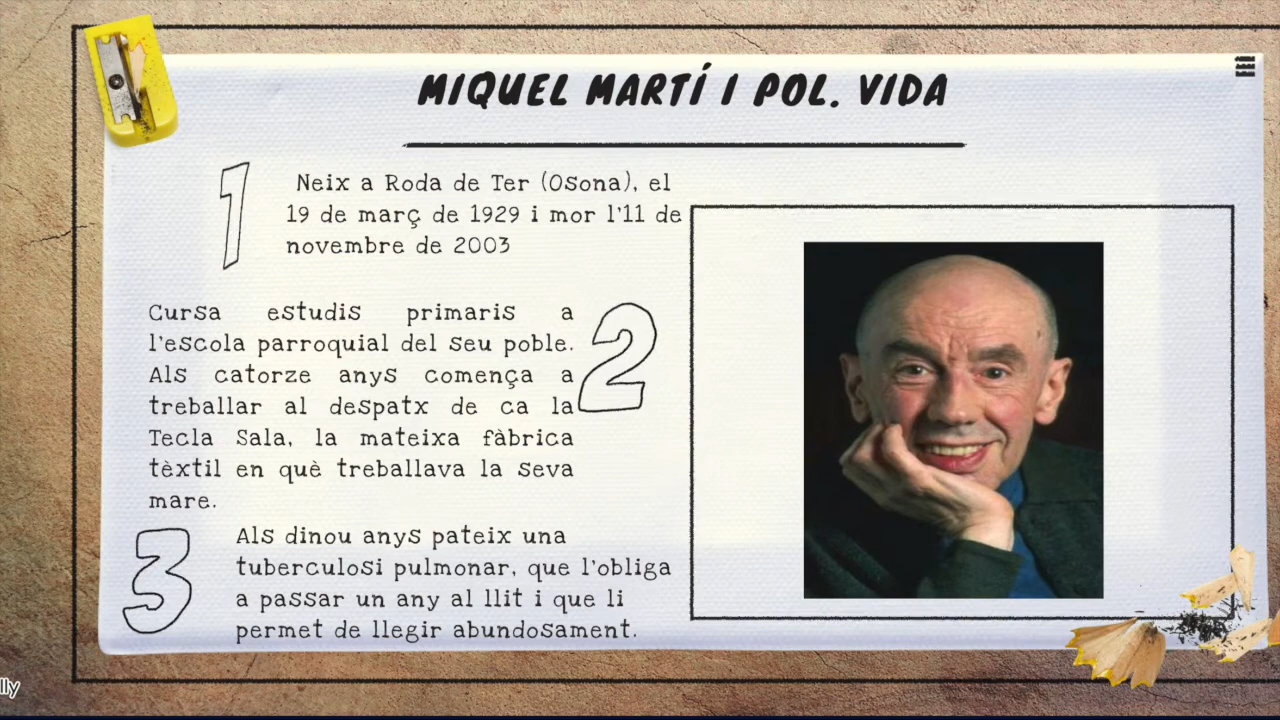 MIQUEL MARTÍ I POL. VIDA
1
Neix a Roda de Ter (Osona), el
19 de març de 1929 i mor l'11 de
novembre de 2003
Cursa estudis primaris a
l'escola parroquial del seu poble.
Als catorze anys comença a
treballar al despatx de ca la
Tecla Sala, la mateixa fàbrica
tèxtil en què treballava la seva
mare.
2
3
Als dinou anys pateix una
tuberculosi pulmonar, que l'obliga
a passar un any al llit i que li
permet de llegir abundosament.
lly